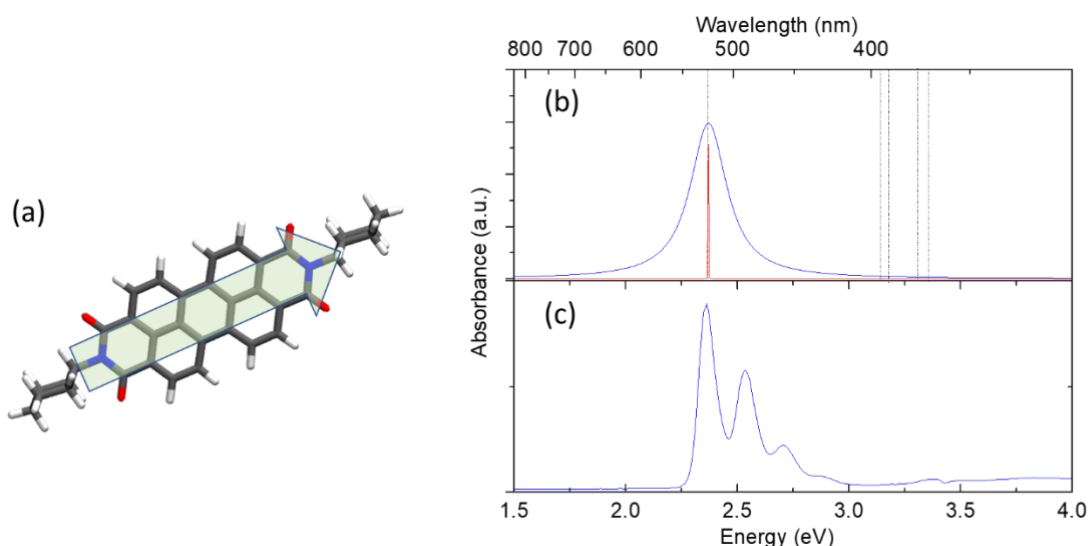 Wavelength (nm)
800 700 600 500 400
(a)
(b)
(c)
Absorbance (a.u.)
1.5 2.0 2.5 3.0 3.5 4.0
Energy (eV)